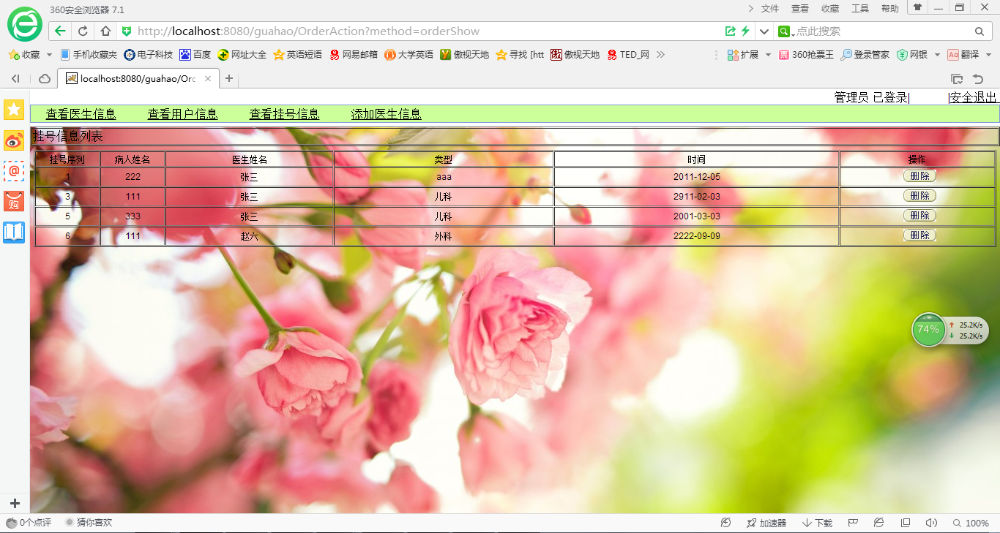 360安全浏览器 7.1
文件 查看 收藏 工具 帮助
http://localhost:8080/guahao/OrderAction?method=orderShow
点此搜索
收藏 手机收藏夹 电子科技 百度 网址大全 英语短语 网易邮箱 大学英语 傲视天地 寻找 [htt 傲视天地 TED_网 扩展 360抢票王 登录管家 网银 翻译
localhost:8080/guahao/Orc
管理员 已登录| |安全退出
查看医生信息 查看用户信息 查看挂号信息 添加医生信息
挂号信息列表
挂号序列 病人姓名 医生姓名 类型 时间 操作
1 222 张三 aaa 2011-12-05 删除
3 111 张三 儿科 2911-02-03 删除
5 333 张三 儿科 2001-03-03 删除
6 111 赵六 外科 2222-09-09 删除
74% 25.2K/s
25.2K/s
0个点评 猜你喜欢 加速器 下载 100%